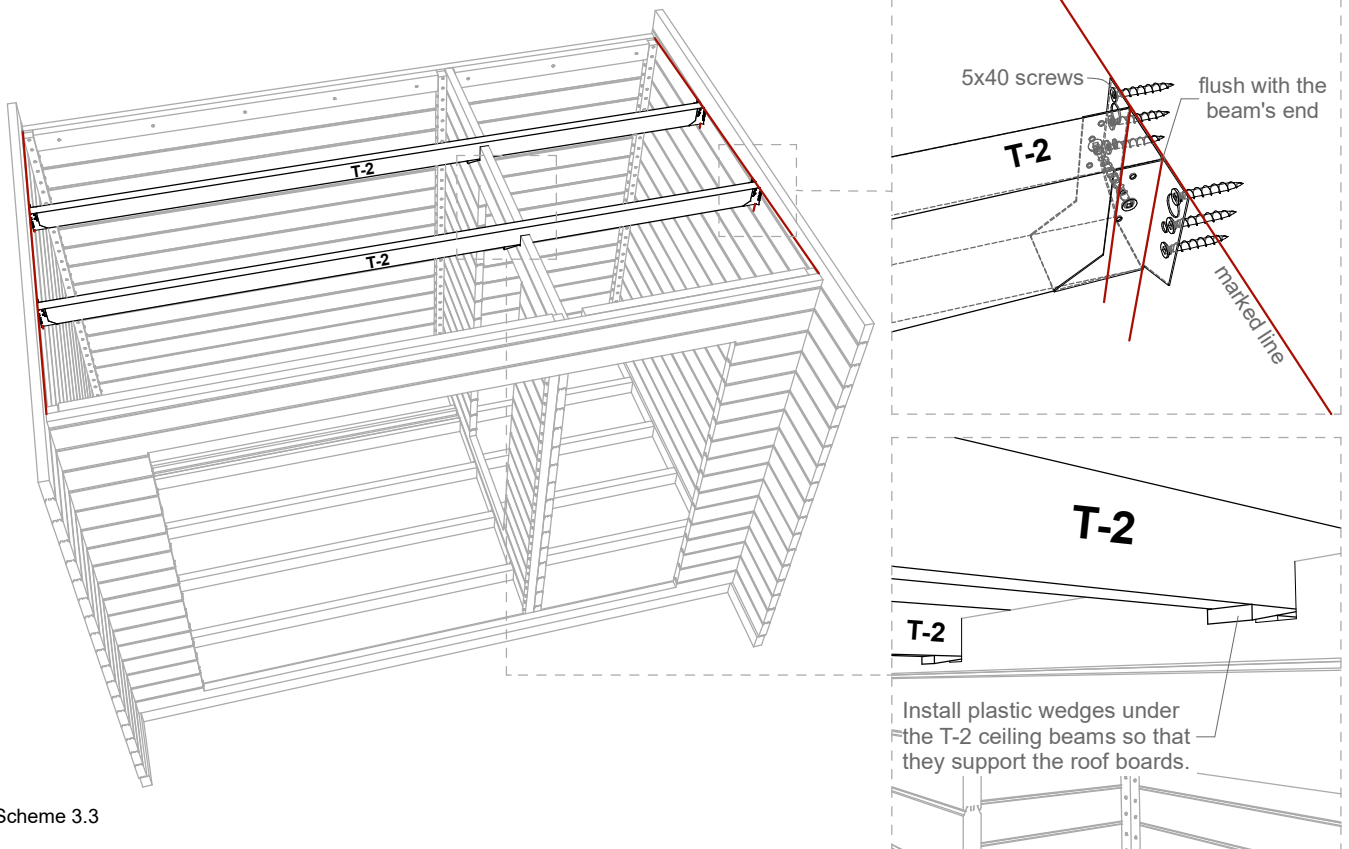 T-2
T-2
5x40 screws
flush with the
beam's end
T-2
marked line
T-2
T-2
Install plastic wedges under
the T-2 ceiling beams so that
they support the roof boards.
Scheme 3.3